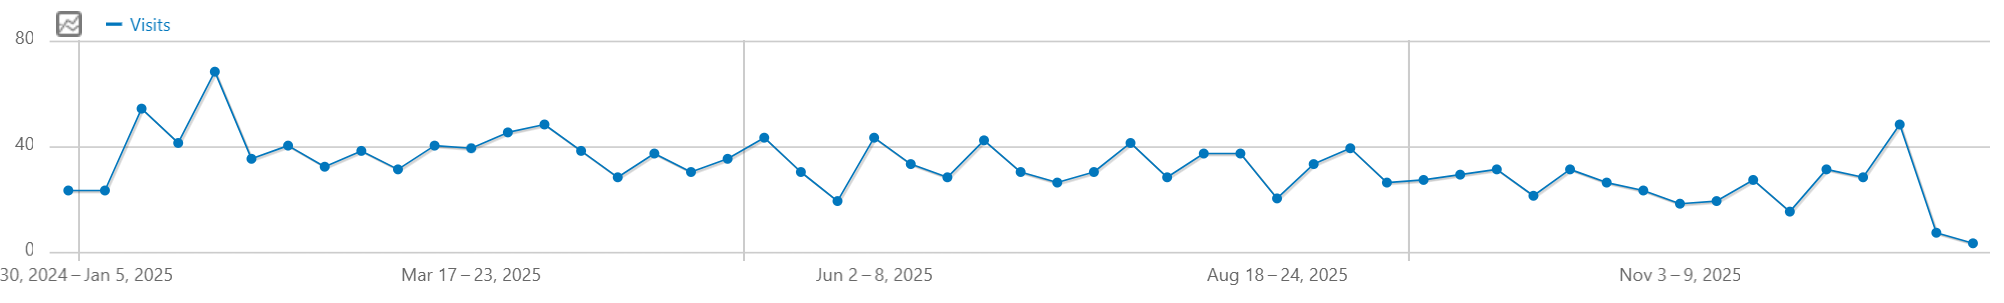 Visits
80
40
0
30, 2024 – Jan 5, 2025
Mar 17 – 23, 2025
Jun 2 – 8, 2025
Aug 18 – 24, 2025
Nov 3 – 9, 2025